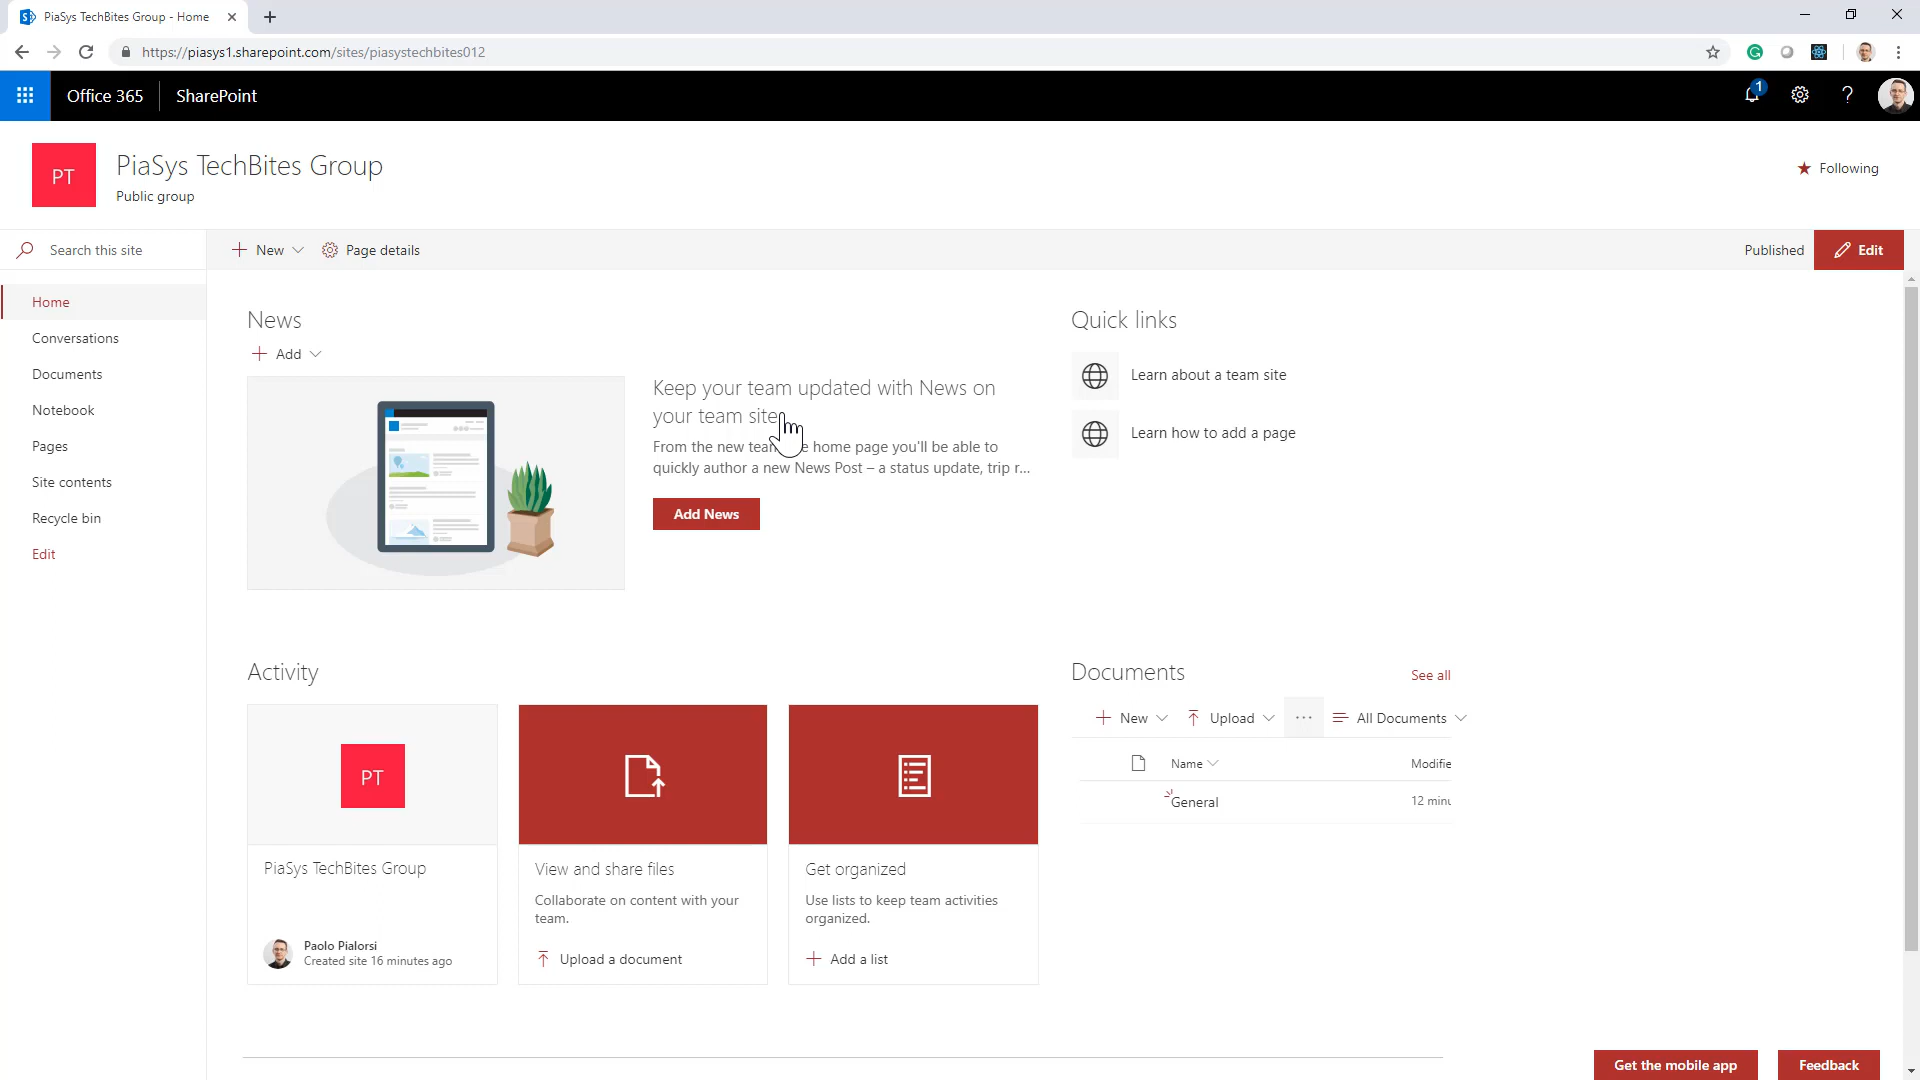 PiaSys TechBites Group - Home
https://piasys1.sharepoint.com/sites/piasystechbites012
Office 365
SharePoint
1
PT
PiaSys TechBites Group
Public group
Following
Search this site
New
Page details
Published
Edit
Home
Conversations
Documents
Notebook
Pages
Site contents
Recycle bin
Edit
News
Add
Keep your team updated with News on
your team site
From the new team home page you'll be able to
quickly author a new News Post – a status update, trip r...
Add News
Quick links
Learn about a team site
Learn how to add a page
Activity
PT
PiaSys TechBites Group
Paolo Pialorsi
Created site 16 minutes ago
View and share files
Collaborate on content with your
team.
Upload a document
Get organized
Use lists to keep team activities
organized.
Add a list
Documents
See all
New
Upload
All Documents
Name
Modifie
General
12 minu
Get the mobile app
Feedback